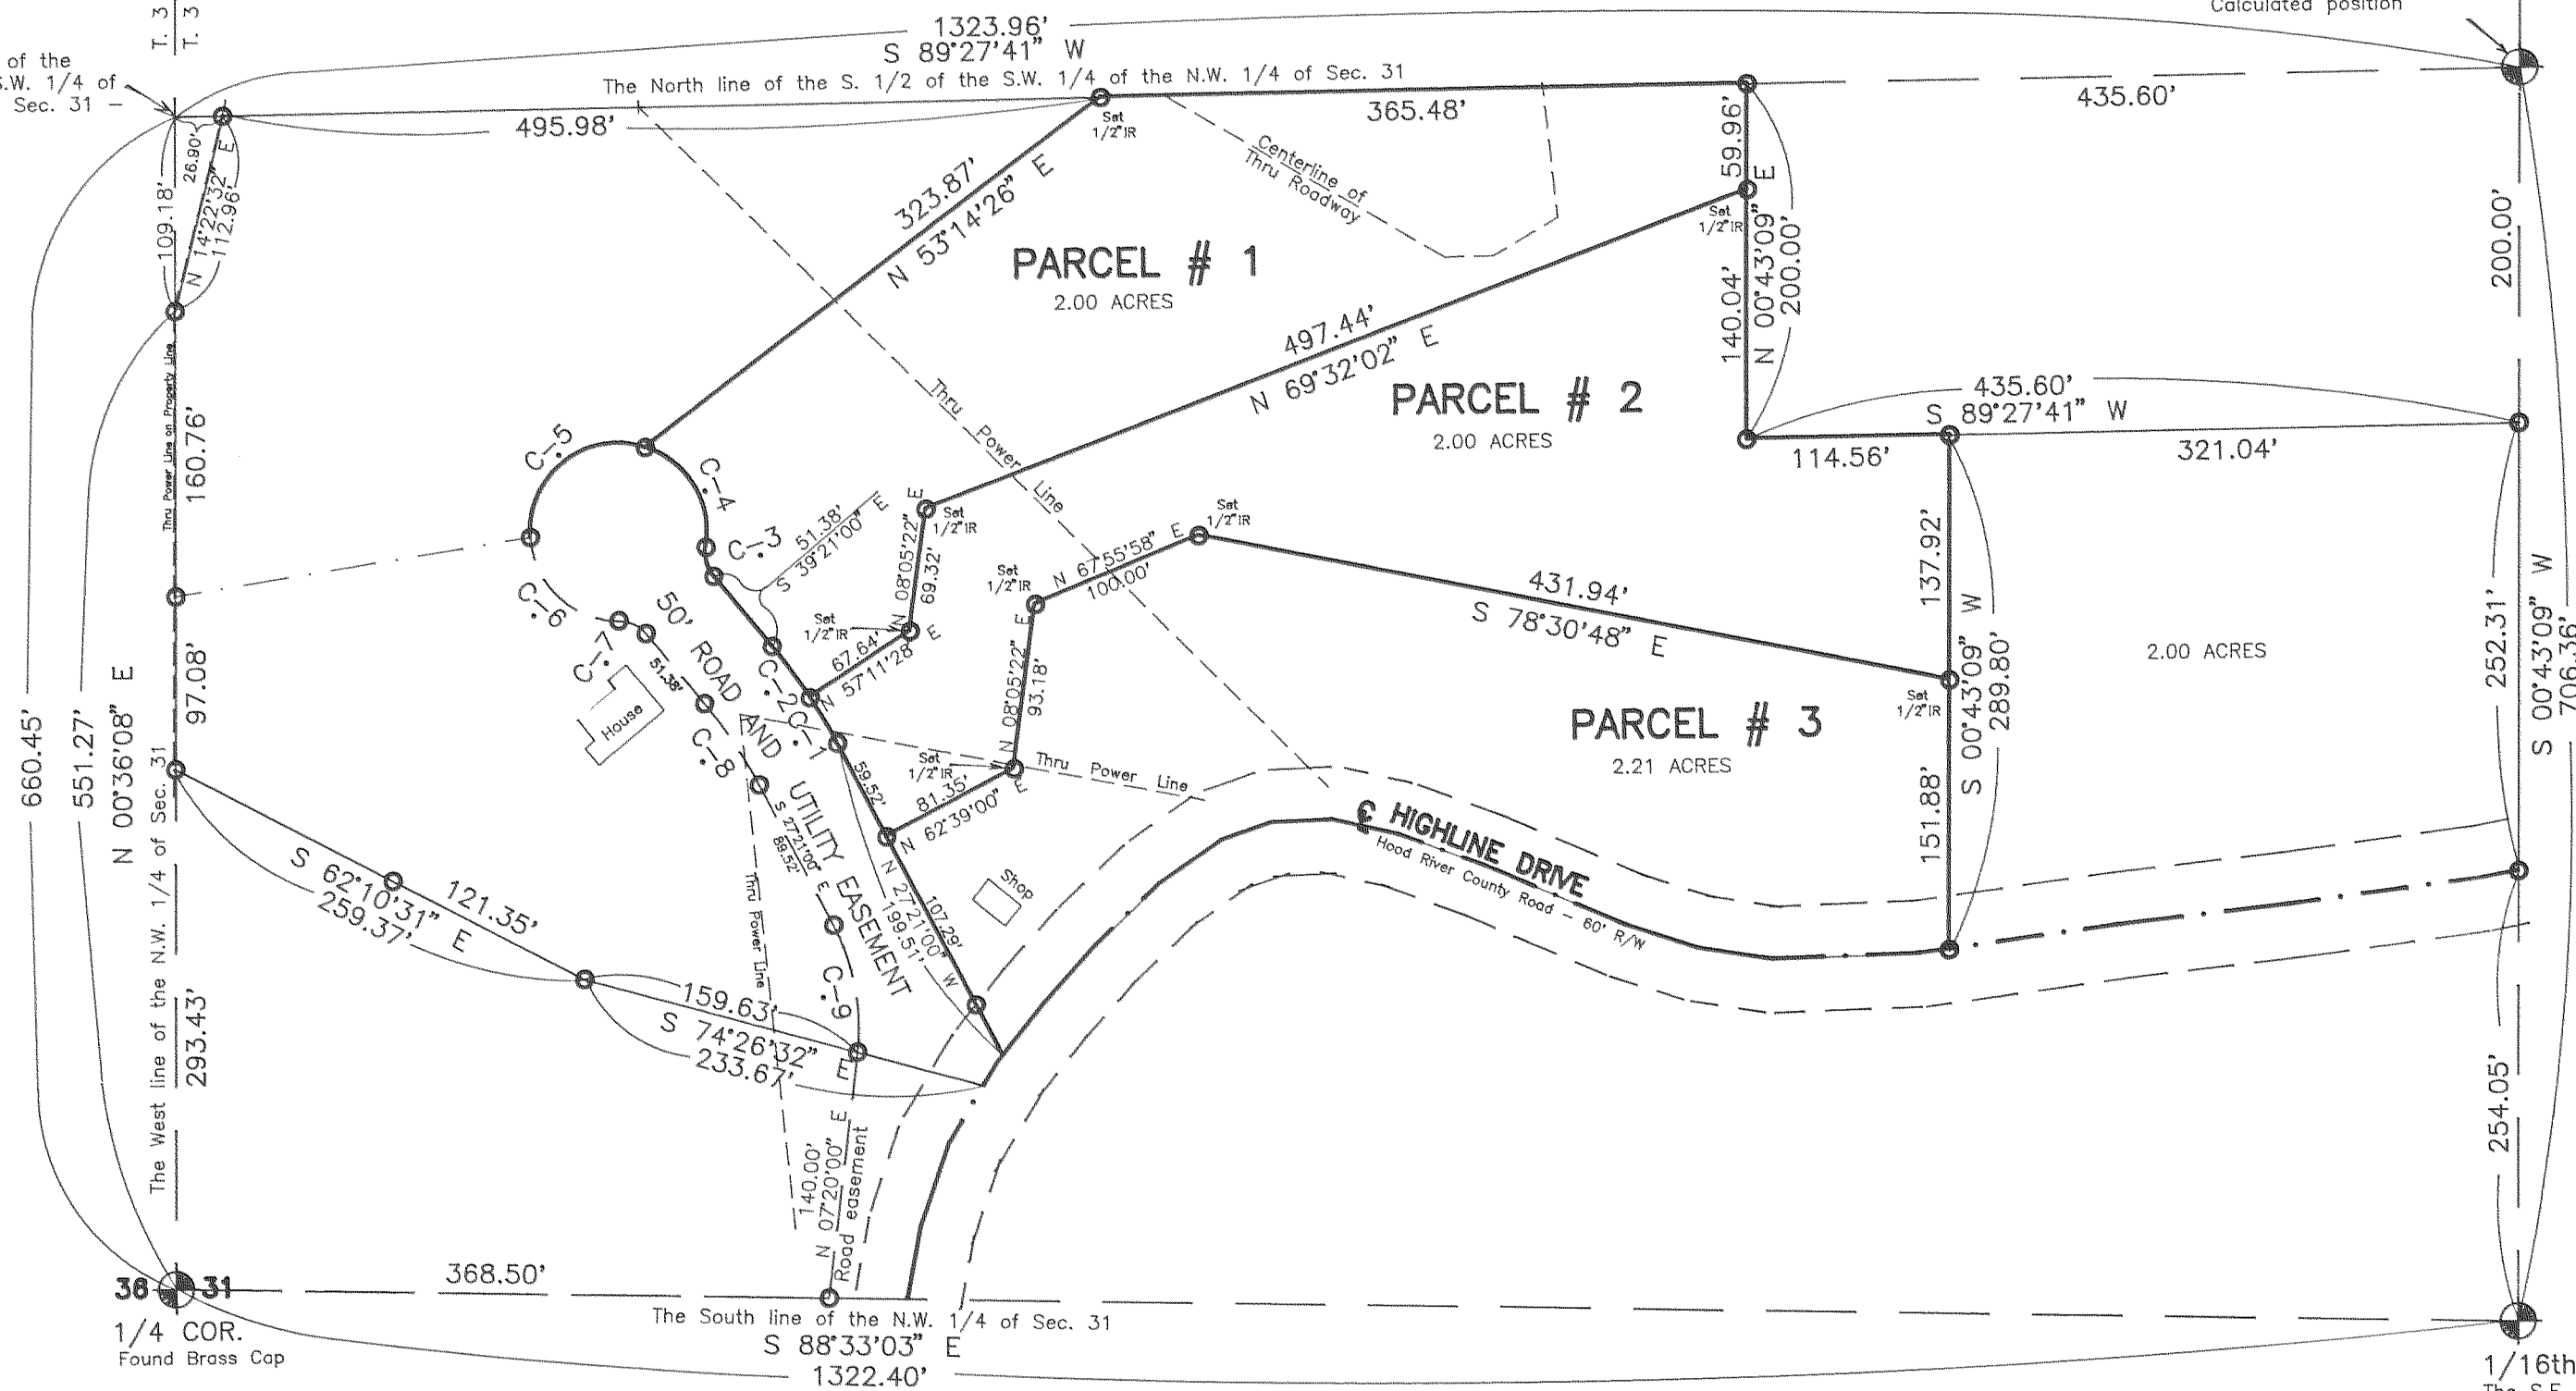 Calculated position
T. 3
T. 3
1323.96'
S 89°27'41" W
of the
S.W. 1/4 of
Sec. 31
The North line of the S. 1/2 of the S.W. 1/4 of the N.W. 1/4 of Sec. 31
495.98'
365.48'
435.60'
Set
1/2"IR
26.90'
109.18'
N 14°22'32" E
112.96'
323.87'
N 53°14'26" E
Centerline of
Thru Roadway
59.96'
Set
1/2"IR
N 00°43'09" E
200.00'
140.04'
200.00'
PARCEL # 1
2.00 ACRES
497.44'
N 69°32'02" E
PARCEL # 2
2.00 ACRES
435.60'
S 89°27'41" W
114.56'
321.04'
Thru Power Line on Property Line
160.76'
Thru Power Line
C-5
C-4
C-3
51.38'
S 39°21'00" E
N 08°05'22" E
69.32'
Set
1/2"IR
Set
1/2"IR
Set
1/2"IR
N 67°55'58" E
100.00'
Set
1/2"IR
431.94'
S 78°30'48" E
137.92'
S 00°43'09" W
289.80'
252.31'
S 00°43'09" W
706.36'
C-6
C-7
51.38'
House
50' ROAD AND UTILITY EASEMENT
C-2
67.64'
N 57°11'28" E
N 08°05'22" E
93.18'
2.00 ACRES
97.08'
660.45'
551.27'
N 00°36'08" E
C-8
C-1
Set
1/2"IR
Thru Power Line
PARCEL # 3
2.21 ACRES
Set
1/2"IR
151.88'
59.52'
81.35'
N 62°39'00" E
S 27°21'00" E
89.52'
℄ HIGHLINE DRIVE
Hood River County Road - 60' R/W
S 62°10'31" E
121.35'
259.37'
Thru Power Line
Shop
N 27°21'00" W
107.29'
199.51'
C-9
159.63'
S 74°26'32" E
233.67'
The West line of the N.W. 1/4 of Sec. 31
293.43'
254.05'
140.00'
N 07°20'00" E
Road easement
36 31
368.50'
The South line of the N.W. 1/4 of Sec. 31
S 88°33'03" E
1322.40'
1/4 COR.
Found Brass Cap
1/16th
The S.E.